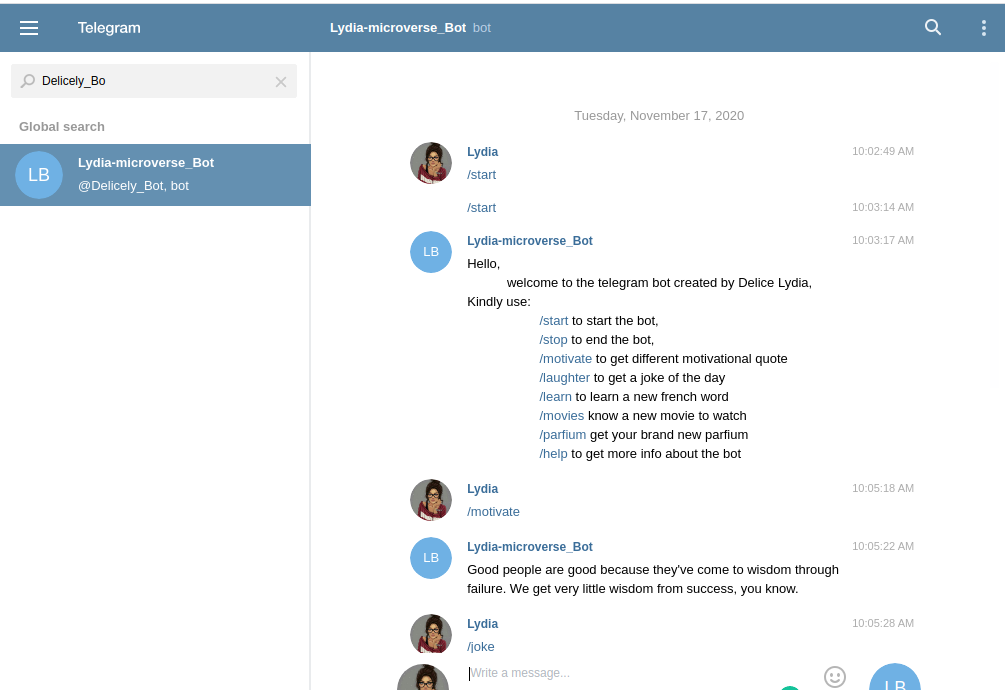 Telegram
Lydia-microverse_Bot bot
Delicely_Bo
Global search
LB
Lydia-microverse_Bot
@Delicely_Bot, bot
Tuesday, November 17, 2020
Lydia 10:02:49 AM
/start
/start 10:03:14 AM
LB
Lydia-microverse_Bot 10:03:17 AM
Hello,
welcome to the telegram bot created by Delice Lydia,
Kindly use:
/start to start the bot,
/stop to end the bot,
/motivate to get different motivational quote
/laughter to get a joke of the day
/learn to learn a new french word
/movies know a new movie to watch
/parfium get your brand new parfium
/help to get more info about the bot
Lydia 10:05:18 AM
/motivate
LB
Lydia-microverse_Bot 10:05:22 AM
Good people are good because they've come to wisdom through
failure. We get very little wisdom from success, you know.
Lydia 10:05:28 AM
/joke
Write a message...
LB